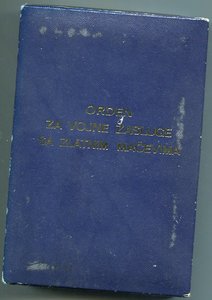 ORDEN
ZA VOJNE ZASLUGE
SA ZLATNIM MAČEVIMA